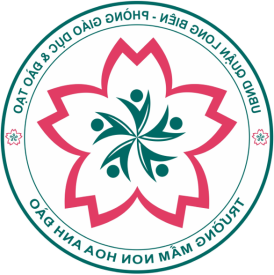 UBND QUẬN LONG BIÊN - PHÒNG GIÁO DỤC & ĐÀO TẠO
TRƯỜNG MẦM NON HOA ANH ĐÀO